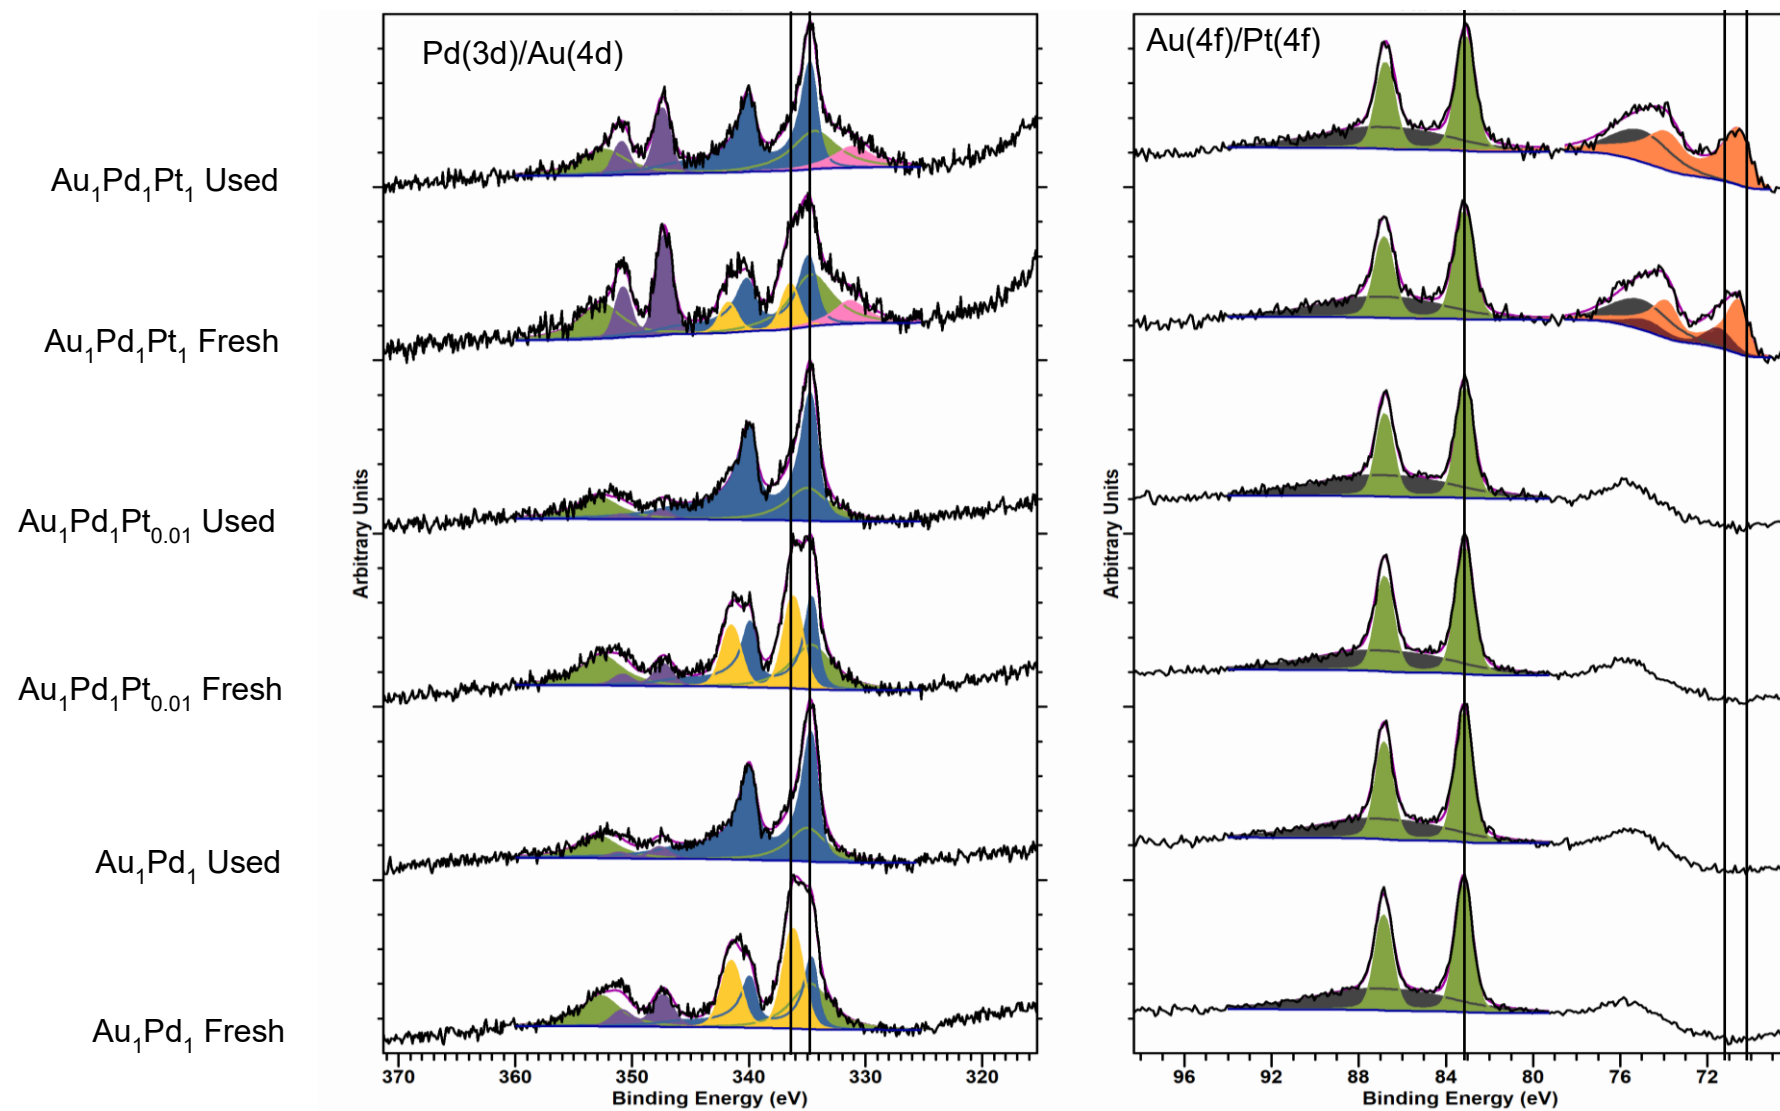 Pd(3d)/Au(4d)
Au(4f)/Pt(4f)
Au1Pd1Pt1 Used
Au1Pd1Pt1 Fresh
Au1Pd1Pt0.01 Used
Au1Pd1Pt0.01 Fresh
Au1Pd1 Used
Au1Pd1 Fresh
Arbitrary Units
370 360 350 340 330 320
Binding Energy (eV)
Arbitrary Units
96 92 88 84 80 76 72
Binding Energy (eV)